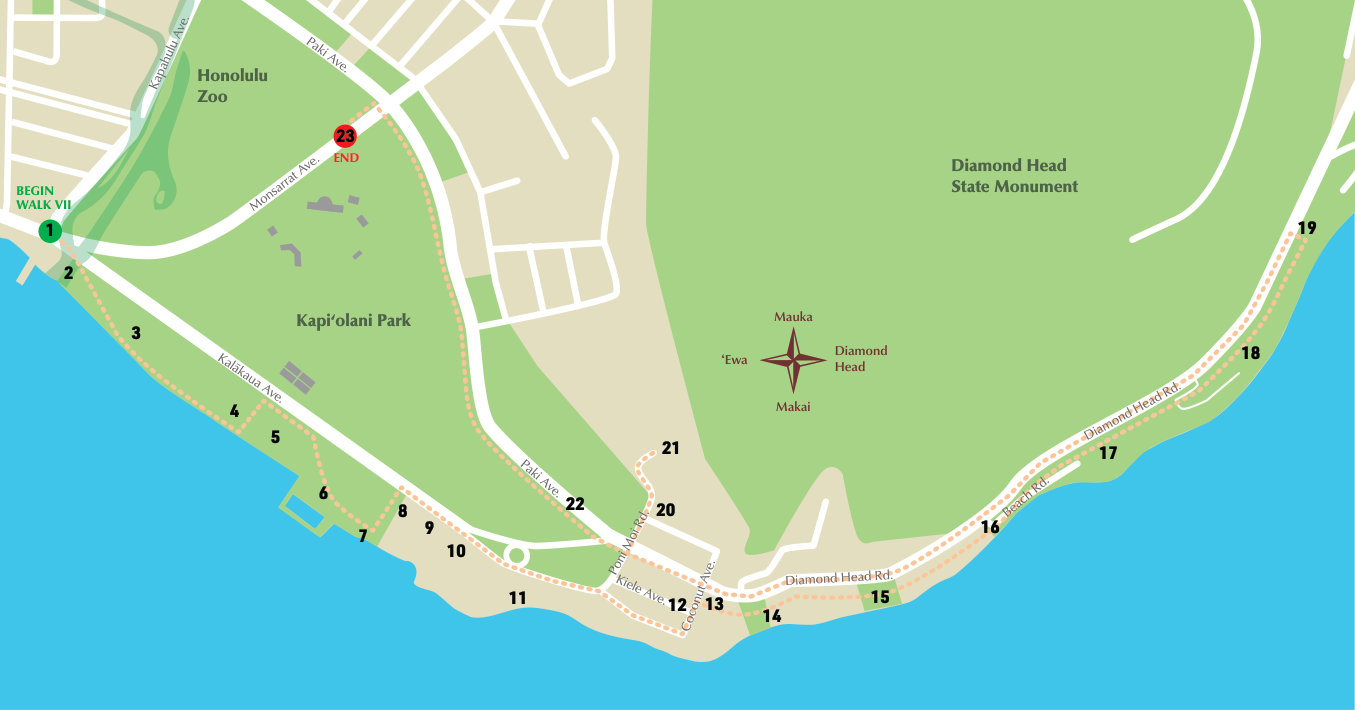 Kapahulu Ave.
Paki Ave.
Honolulu
Zoo
23
END
Monsarrat Ave.
BEGIN
WALK VII
1
2
3
Kapi‘olani Park
Kalākaua Ave.
4
5
6
7
8
9
10
11
Paki Ave.
22
21
20
Poni Moi Rd.
Kiele Ave.
12
Coconut Ave.
13
14
Diamond Head Rd.
15
16
Beach Rd.
17
Diamond Head Rd.
18
19
Diamond Head
State Monument
Mauka
‘Ewa
Diamond
Head
Makai